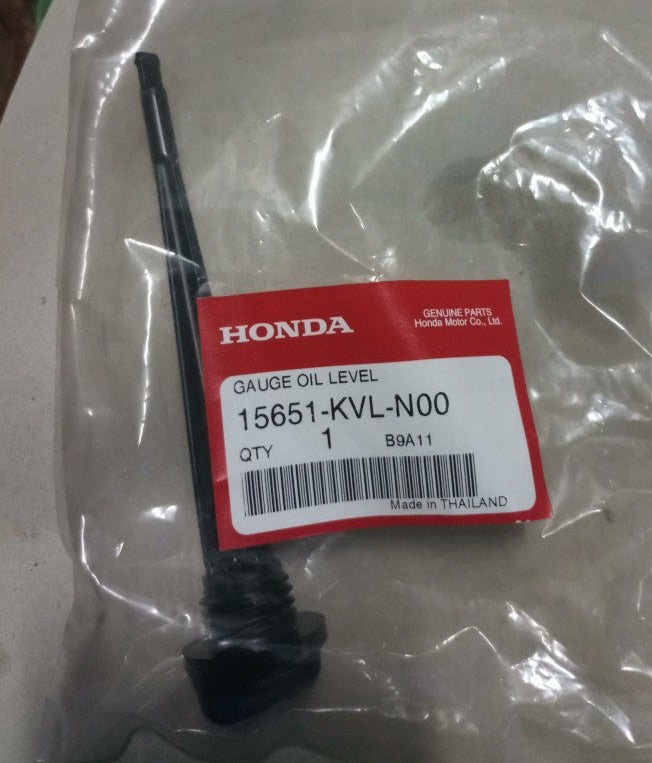 HONDA
GENUINE PARTS
Honda Motor Co., Ltd.
GAUGE OIL LEVEL
15651-KVL-N00
QTY 1 B9A11
Made in THAILAND